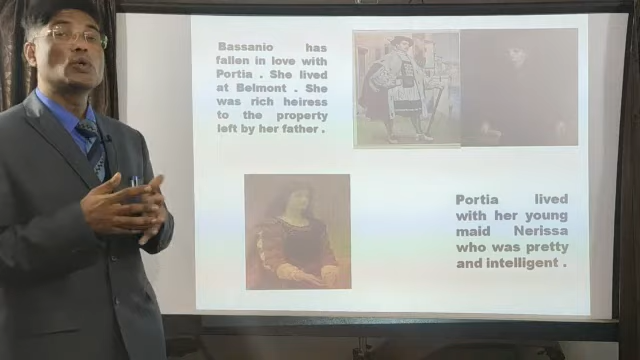 Bassanio has
fallen in love with
Portia . She lived
at Belmont . She
was rich heiress
to the property
left by her father .
Portia lived
with her young
maid Nerissa
who was pretty
and intelligent .